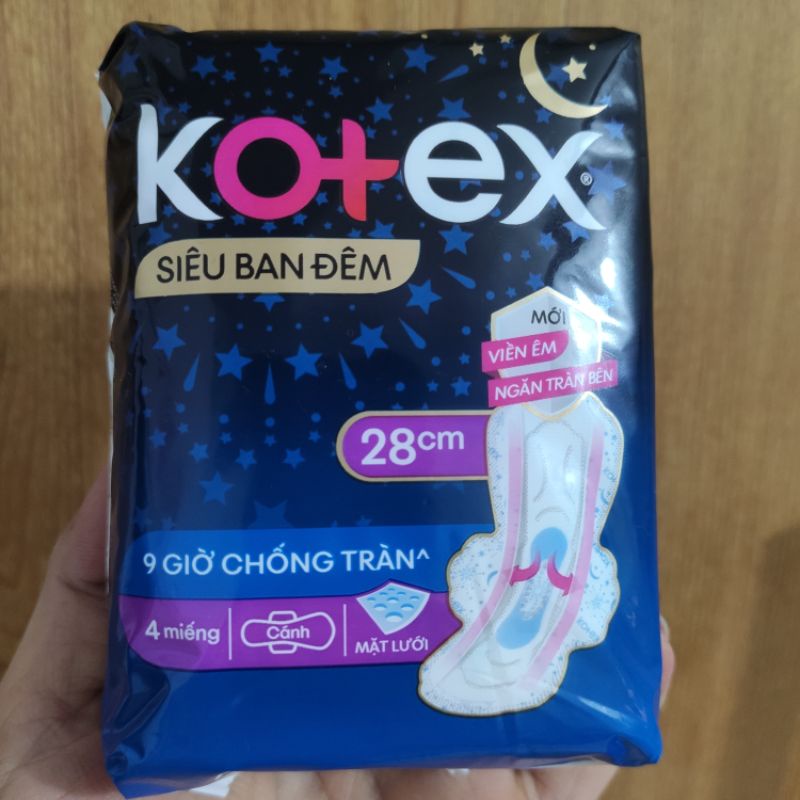 Kotex®
SIÊU BAN ĐÊM
MỚI
VIỀN ÊM
NGĂN TRÀN BÊN
28cm
9 GIỜ CHỐNG TRÀN^
4 miếng
Cánh
MẶT LƯỚI